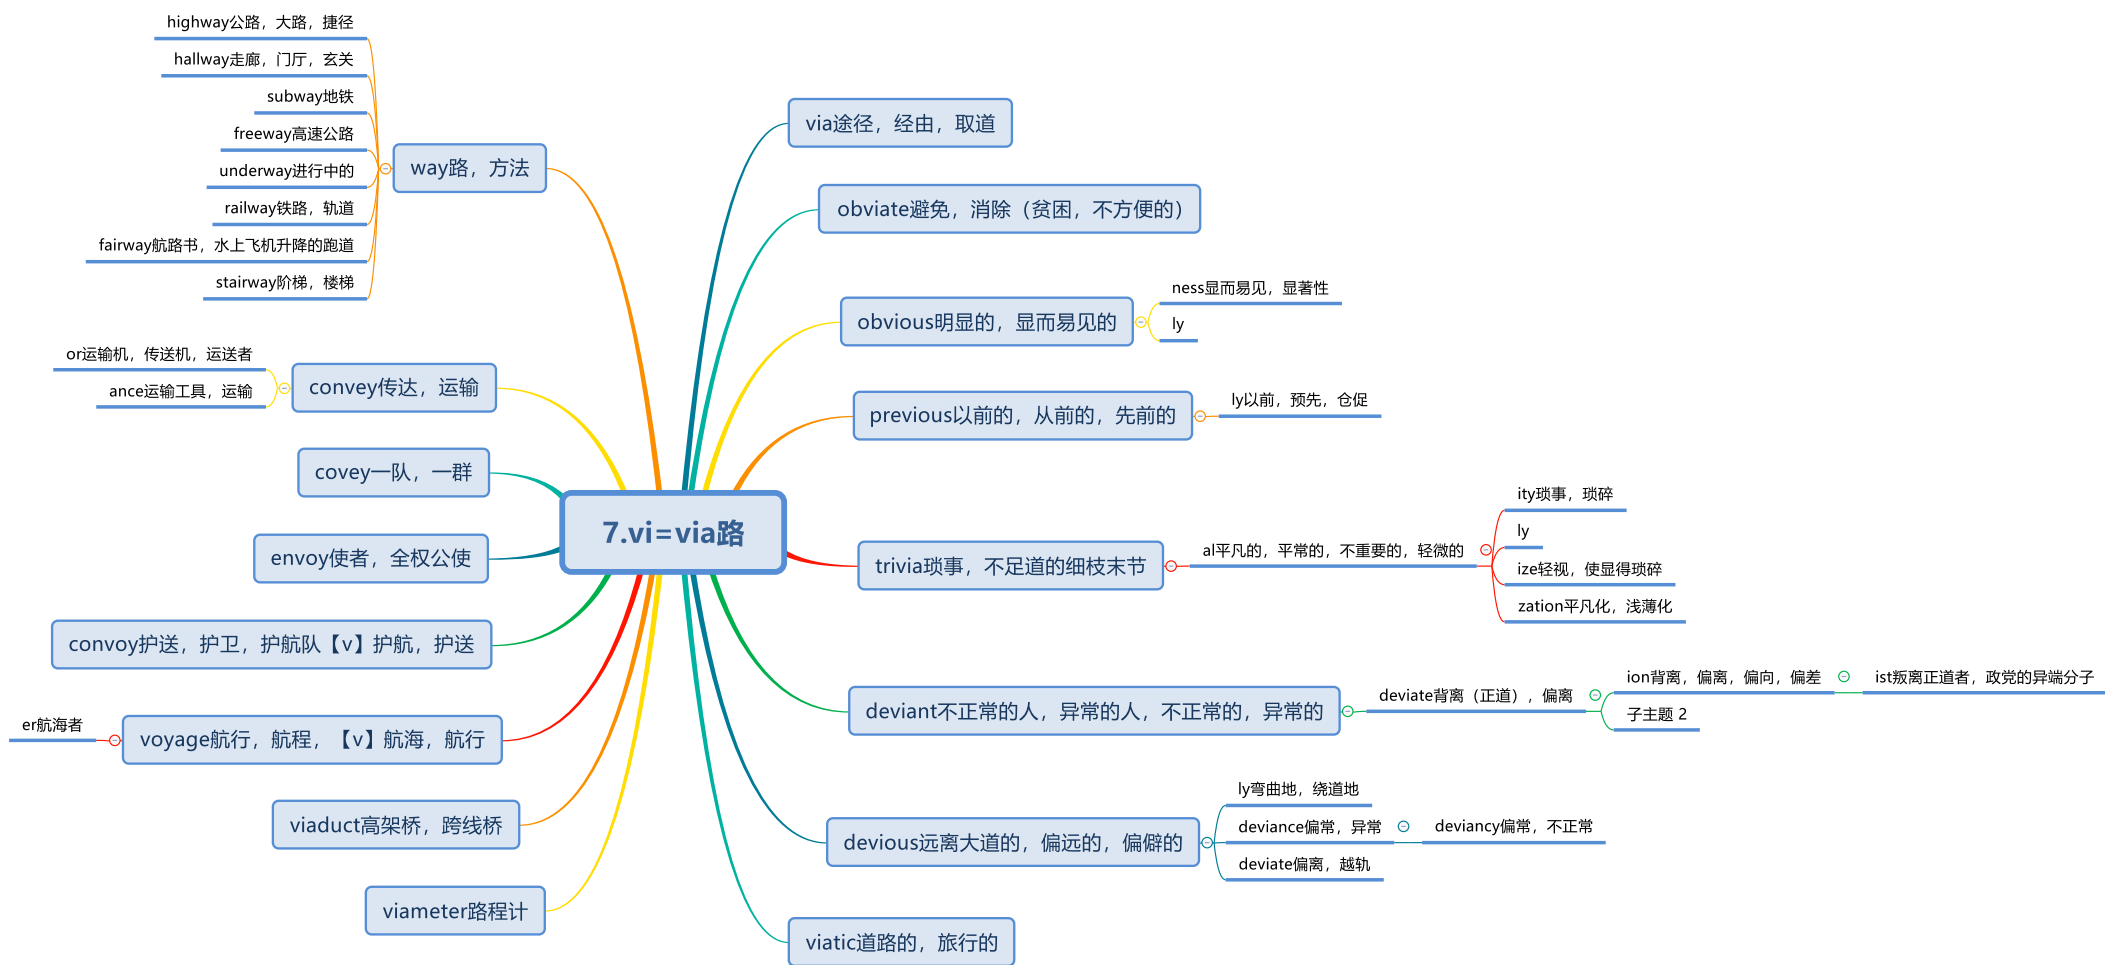 7.vi=via路
via途径，经由，取道
obviate避免，消除（贫困，不方便的）
obvious明显的，显而易见的
ness显而易见，显著性
ly
previous以前的，从前的，先前的
ly以前，预先，仓促
trivia琐事，不足道的细枝末节
al平凡的，平常的，不重要的，轻微的
ity琐事，琐碎
ly
ize轻视，使显得琐碎
zation平凡化，浅薄化
deviant不正常的人，异常的人，不正常的，异常的
deviate背离（正道），偏离
ion背离，偏离，偏向，偏差
ist叛离正道者，政党的异端分子
子主题 2
devious远离大道的，偏远的，偏僻的
ly弯曲地，绕道地
deviance偏常，异常
deviancy偏常，不正常
deviate偏离，越轨
viatic道路的，旅行的
way路，方法
highway公路，大路，捷径
hallway走廊，门厅，玄关
subway地铁
freeway高速公路
underway进行中的
railway铁路，轨道
fairway航路书，水上飞机升降的跑道
stairway阶梯，楼梯
convey传达，运输
or运输机，传送机，运送者
ance运输工具，运输
covey一队，一群
envoy使者，全权公使
convoy护送，护卫，护航队【v】护航，护送
voyage航行，航程，【v】航海，航行
er航海者
viaduct高架桥，跨线桥
viameter路程计